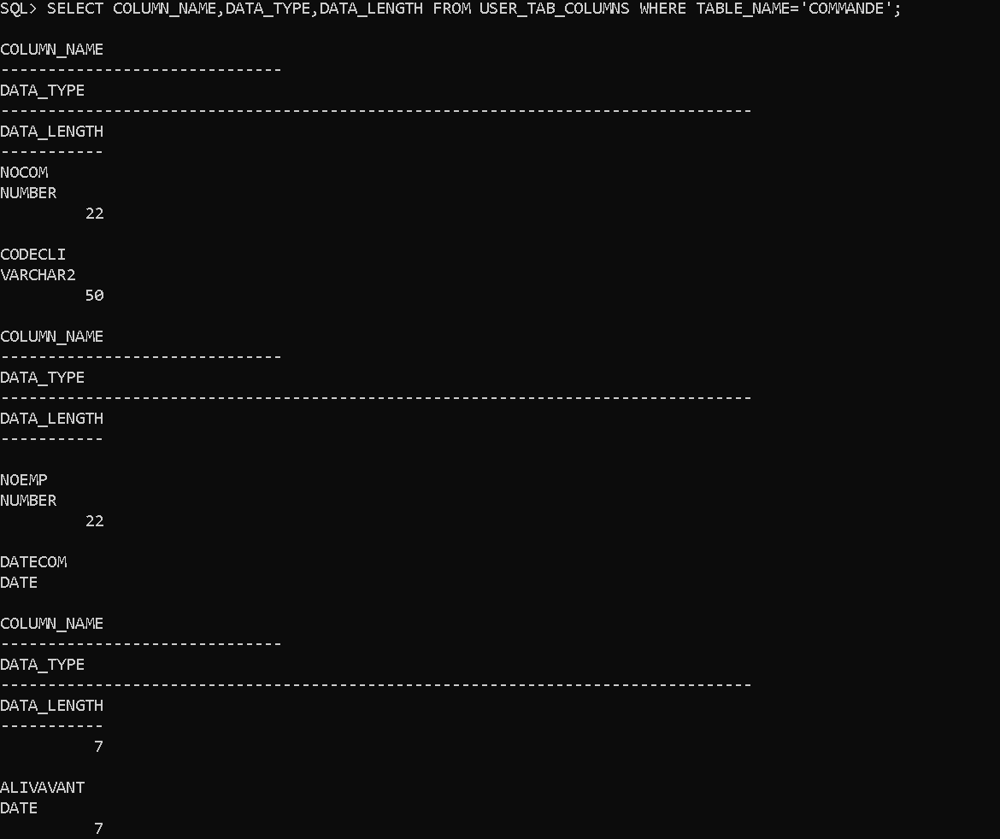 SQL> SELECT COLUMN_NAME,DATA_TYPE,DATA_LENGTH FROM USER_TAB_COLUMNS WHERE TABLE_NAME='COMMANDE';
COLUMN_NAME
------------------------------
DATA_TYPE
--------------------------------------------------------------------------------
DATA_LENGTH
-----------
NOCOM
NUMBER
22
CODECLI
VARCHAR2
50
COLUMN_NAME
------------------------------
DATA_TYPE
--------------------------------------------------------------------------------
DATA_LENGTH
-----------
NOEMP
NUMBER
22
DATECOM
DATE
COLUMN_NAME
------------------------------
DATA_TYPE
--------------------------------------------------------------------------------
DATA_LENGTH
-----------
7
ALIVAVANT
DATE
7